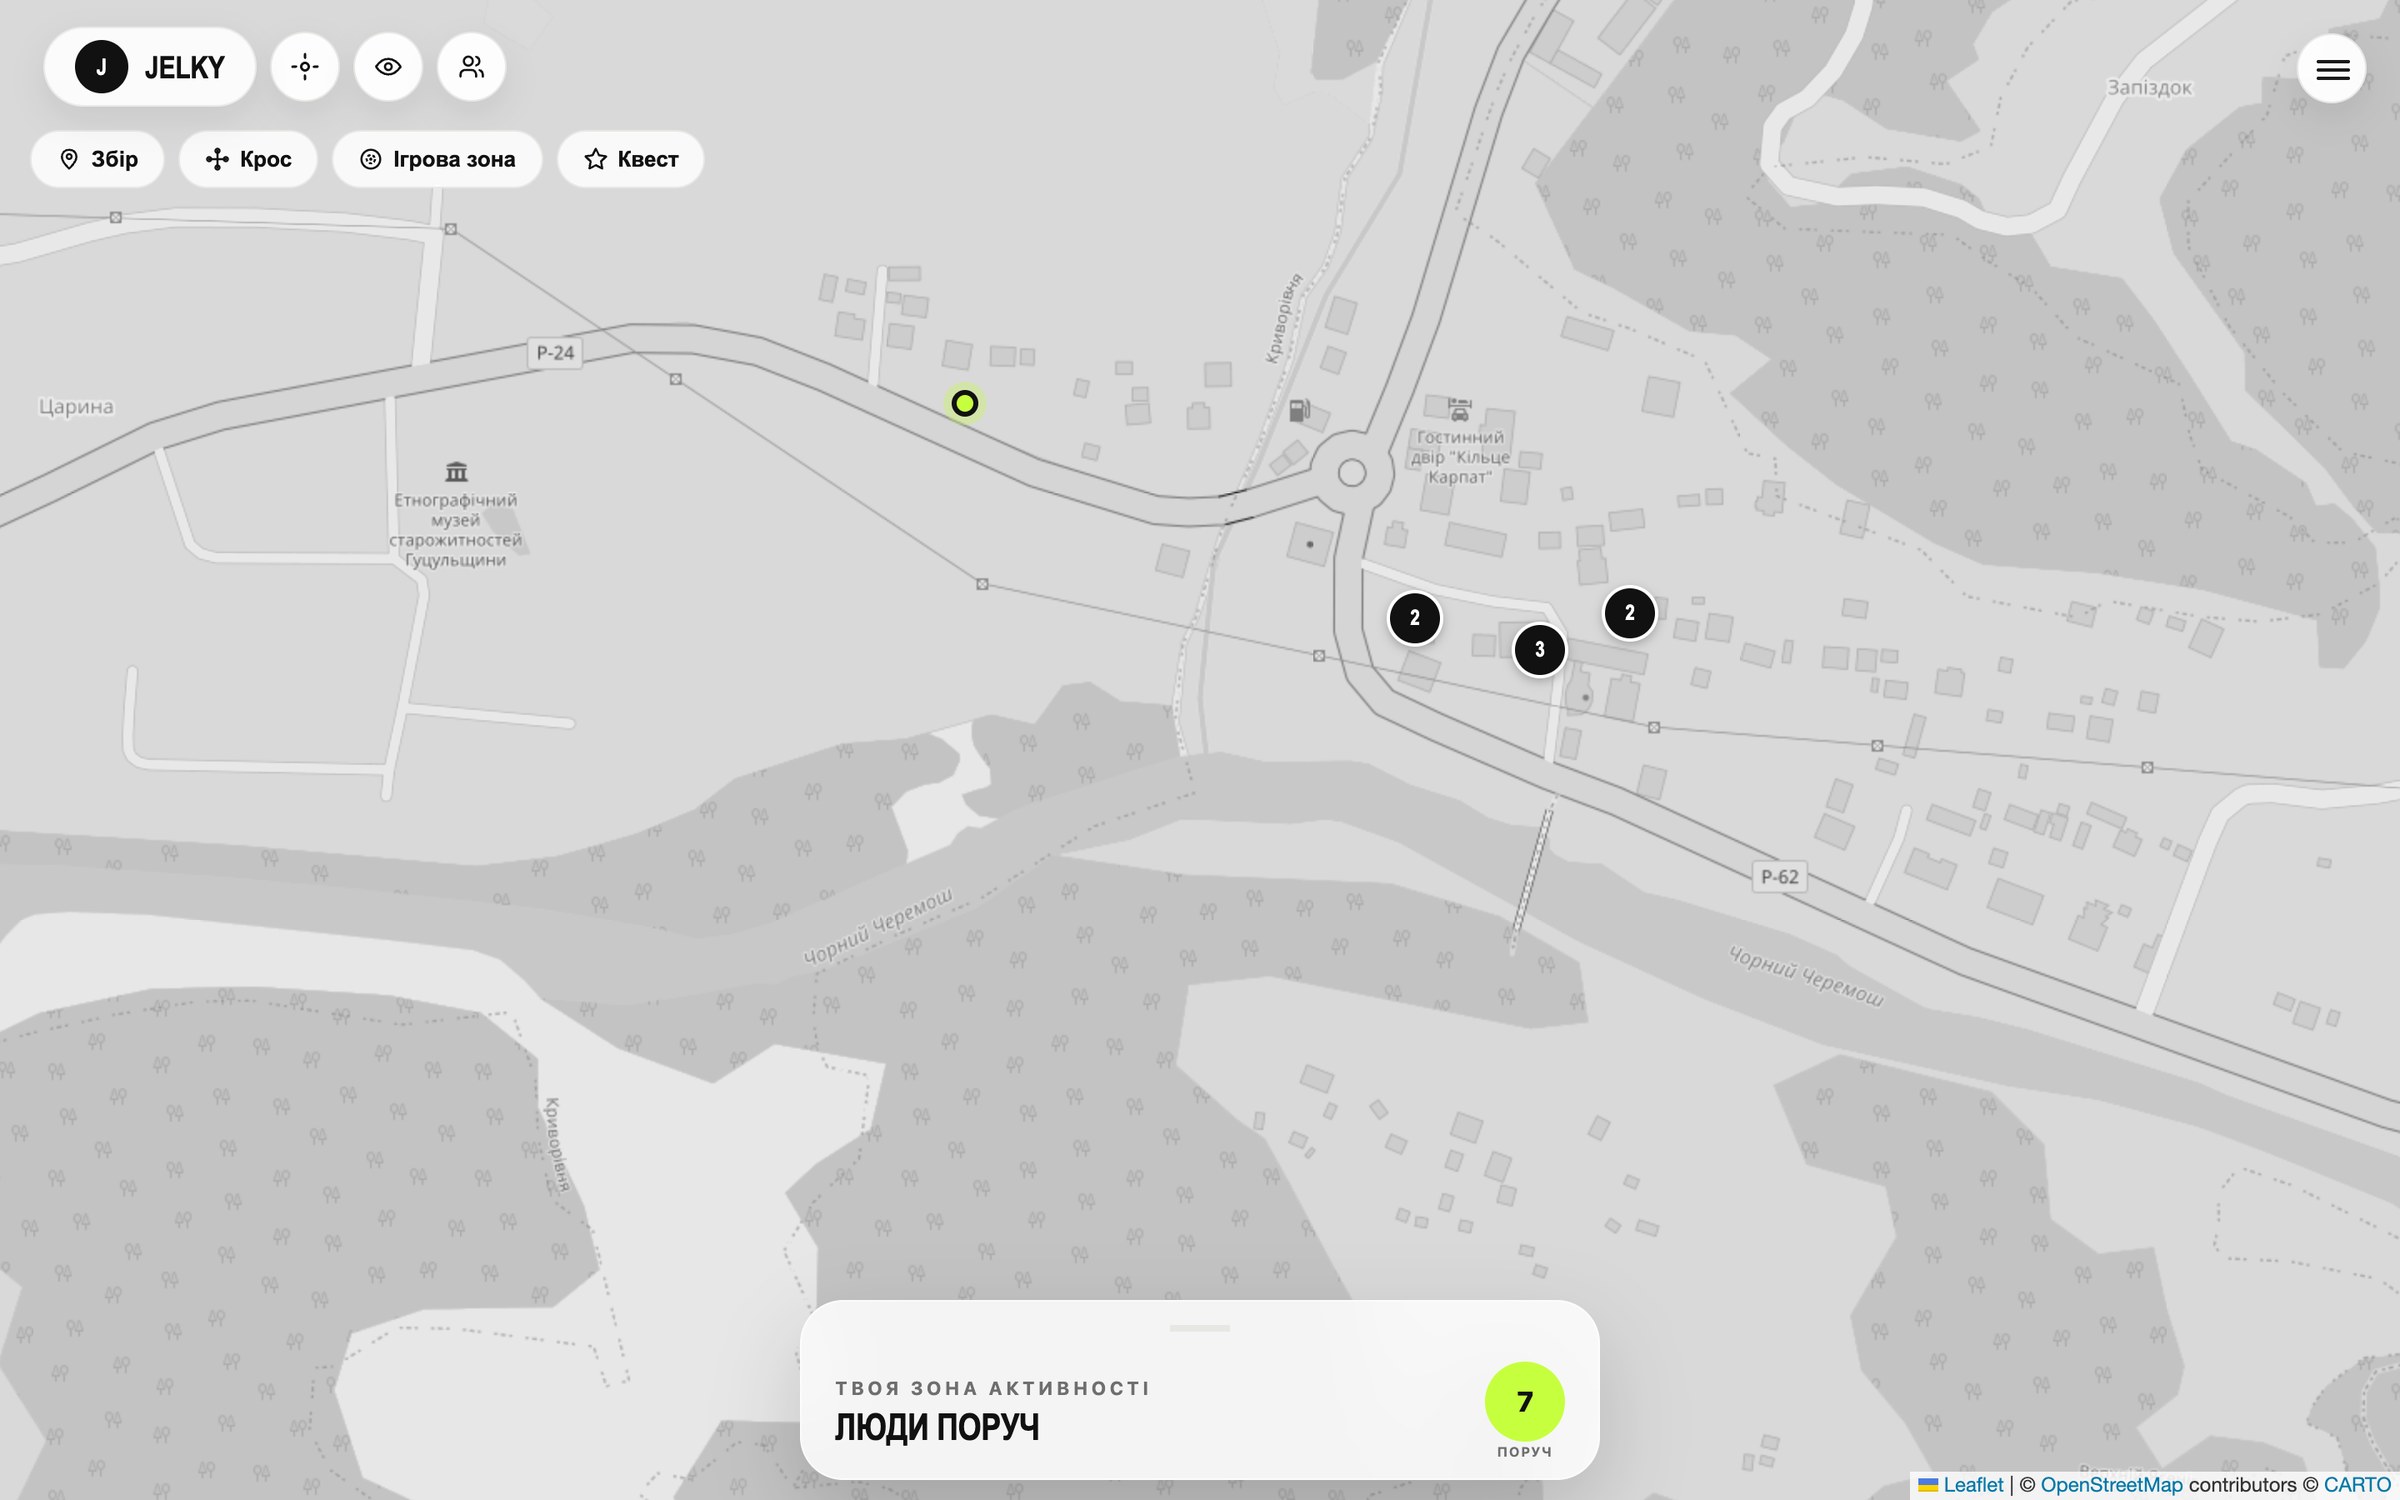 J JELKY
Збір
Крос
Ігрова зона
Квест
Запіздок
Криворівня
Р-24
Царина
Гостинний
двір "Кільце
Карпат"
Етнографічний
музей
старожитностей
Гуцульщини
2
2
3
Р-62
Чорний Черемош
Чорний Черемош
Криворівня
ТВОЯ ЗОНА АКТИВНОСТІ
ЛЮДИ ПОРУЧ
7
ПОРУЧ
Leaflet | © OpenStreetMap contributors © CARTO